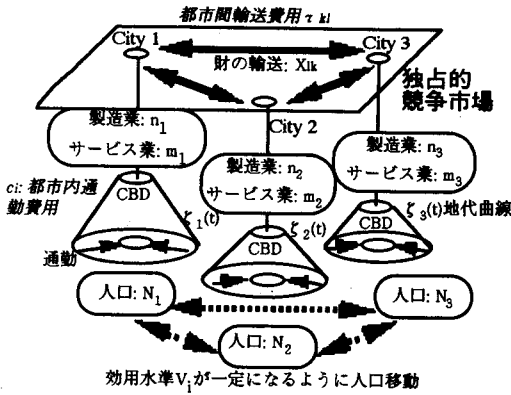 都市間輸送費用 τ kl
City 1
City 3
財の輸送: Xlk
独占的
競争市場
City 2
製造業: n1
サービス業: m1
製造業: n2
サービス業: m2
製造業: n3
サービス業: m3
ci: 都市内通
動費用
CBD
ζ1(t)
CBD
ζ2(t)
CBD
ζ3(t)地代曲線
通勤
人口: N1
人口: N2
人口: N3
効用水準Viが一定になるように人口移動